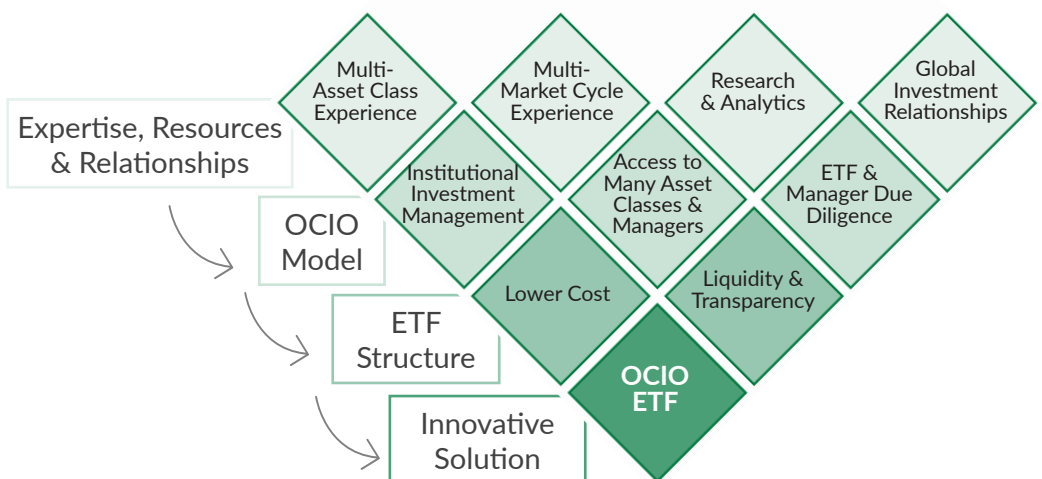 Multi-
Asset Class
Experience
Multi-
Market Cycle
Experience
Research
& Analytics
Global
Investment
Relationships
Expertise, Resources
& Relationships
Institutional
Investment
Management
Access to
Many Asset
Classes &
Managers
ETF &
Manager Due
Diligence
OCIO
Model
Lower Cost
Liquidity &
Transparency
ETF
Structure
OCIO
ETF
Innovative
Solution